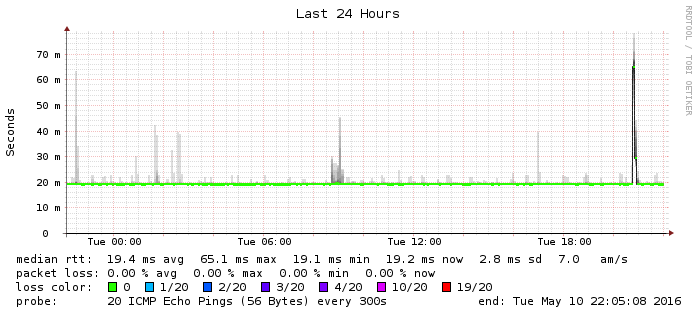 Last 24 Hours
RRDTOOL / TOBI OETIKER
Seconds
70 m
60 m
50 m
40 m
30 m
20 m
10 m
0
Tue 00:00 Tue 06:00 Tue 12:00 Tue 18:00
median rtt: 19.4 ms avg 65.1 ms max 19.1 ms min 19.2 ms now 2.8 ms sd 7.0 am/s
packet loss: 0.00 % avg 0.00 % max 0.00 % min 0.00 % now
loss color: 0 1/20 2/20 3/20 4/20 10/20 19/20
probe: 20 ICMP Echo Pings (56 Bytes) every 300s end: Tue May 10 22:05:08 2016